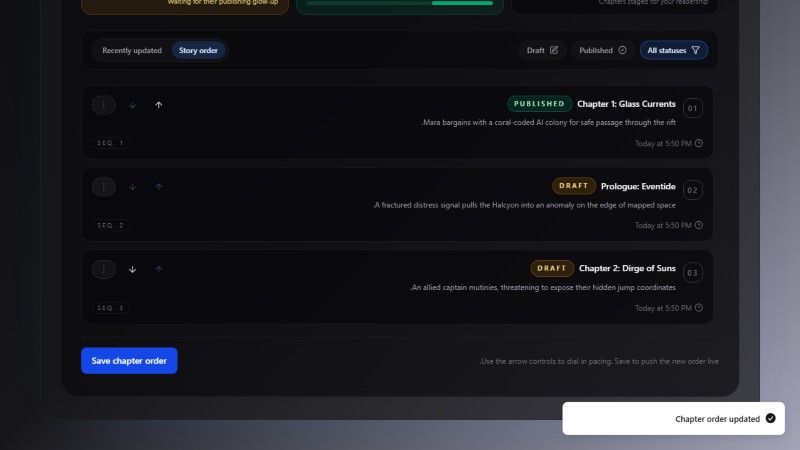 Waiting for their publishing glow-up
Chapters staged for your readership
Recently updated
Story order
Draft
Published
All statuses
PUBLISHED
Chapter 1: Glass Currents
01
.Mara bargains with a coral-coded AI colony for safe passage through the rift
SEQ. 1
Today at 5:50 PM
DRAFT
Prologue: Eventide
02
.A fractured distress signal pulls the Halcyon into an anomaly on the edge of mapped space
SEQ. 2
Today at 5:50 PM
DRAFT
Chapter 2: Dirge of Suns
03
.An allied captain mutinies, threatening to expose their hidden jump coordinates
SEQ. 3
Today at 5:50 PM
Save chapter order
.Use the arrow controls to dial in pacing. Save to push the new order live
Chapter order updated